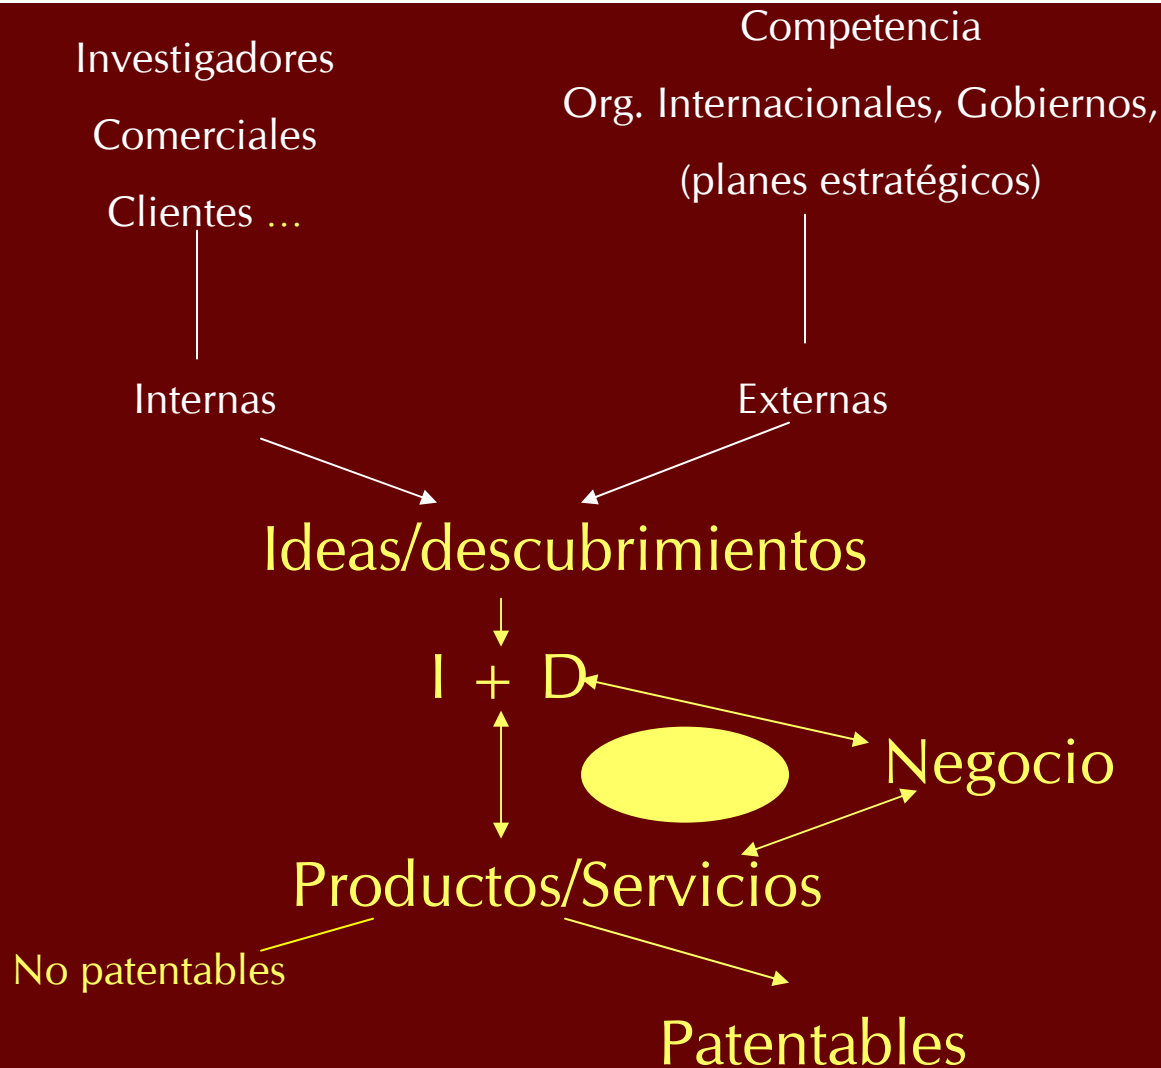 Investigadores
Comerciales
Clientes ...
Competencia
Org. Internacionales, Gobiernos,
(planes estratégicos)
Internas
Externas
Ideas/descubrimientos
I + D
Negocio
Productos/Servicios
No patentables
Patentables